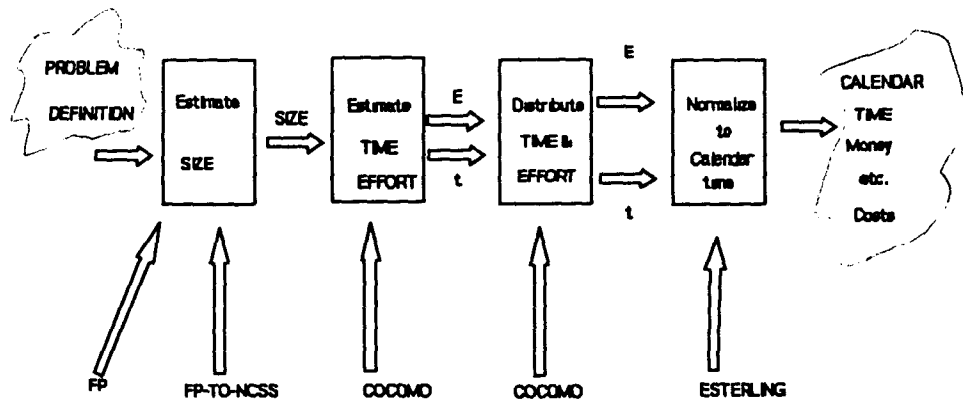 PROBLEM
DEFINITION
Estimate
SIZE
SIZE
Estimate
TIME
EFFORT
E
t
Distribute
TIME &
EFFORT
E
t
Normalize
to
Calendar
time
CALENDAR
TIME
Money
etc.
Costs
FP
FP-TO-NCSS
COCOMO
COCOMO
ESTERLING